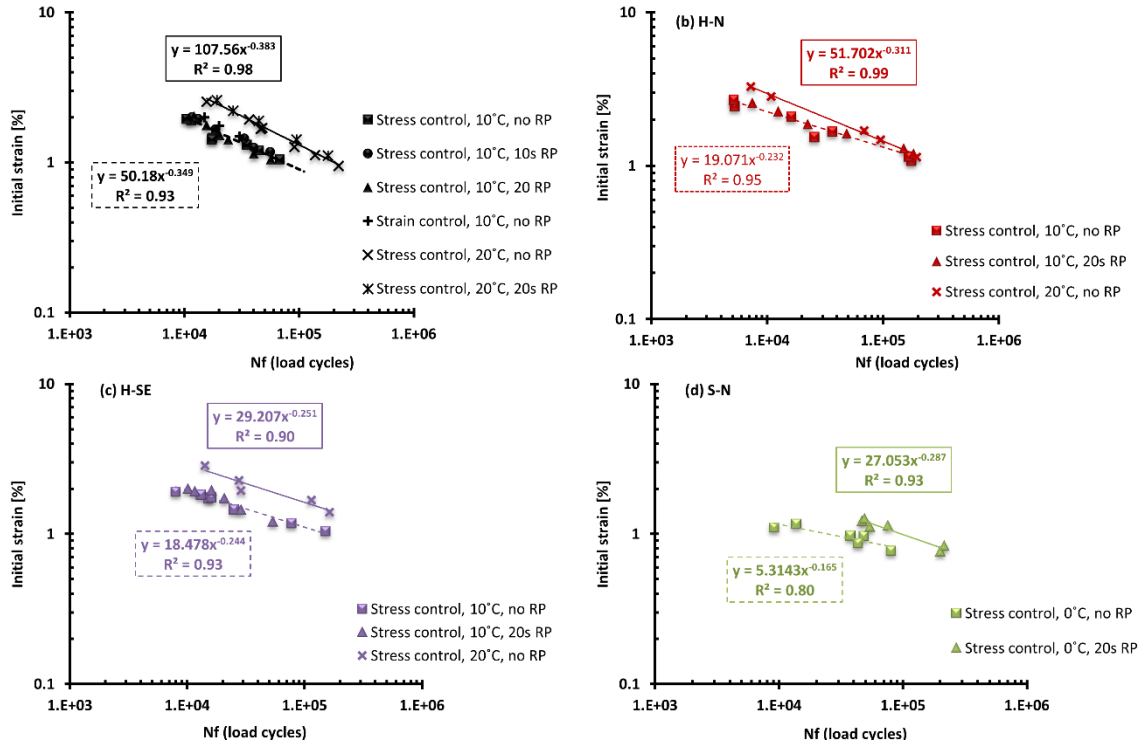 10
y = 107.56x^-0.383
R² = 0.98
Stress control, 10˚C, no RP
Stress control, 10˚C, 10s RP
Stress control, 10˚C, 20 RP
Strain control, 10˚C, no RP
Stress control, 20˚C, no RP
Stress control, 20˚C, 20s RP
y = 50.18x^-0.349
R² = 0.93
Initial strain [%]
1
0.1
1.E+03 1.E+04 1.E+05 1.E+06
Nf (load cycles)
(b) H-N
10
y = 51.702x^-0.311
R² = 0.99
y = 19.071x^-0.232
R² = 0.95
Stress control, 10˚C, no RP
Stress control, 10˚C, 20s RP
Stress control, 20˚C, no RP
Initial strain [%]
1
0.1
1.E+03 1.E+04 1.E+05 1.E+06
Nf (load cycles)
(c) H-SE
10
y = 29.207x^-0.251
R² = 0.90
y = 18.478x^-0.244
R² = 0.93
Stress control, 10˚C, no RP
Stress control, 10˚C, 20s RP
Stress control, 20˚C, no RP
Initial strain [%]
1
0.1
1.E+03 1.E+04 1.E+05 1.E+06
Nf (load cycles)
(d) S-N
10
y = 27.053x^-0.287
R² = 0.93
y = 5.3143x^-0.165
R² = 0.80
Stress control, 0˚C, no RP
Stress control, 0˚C, 20s RP
Initial strain [%]
1
0.1
1.E+03 1.E+04 1.E+05 1.E+06
Nf (load cycles)